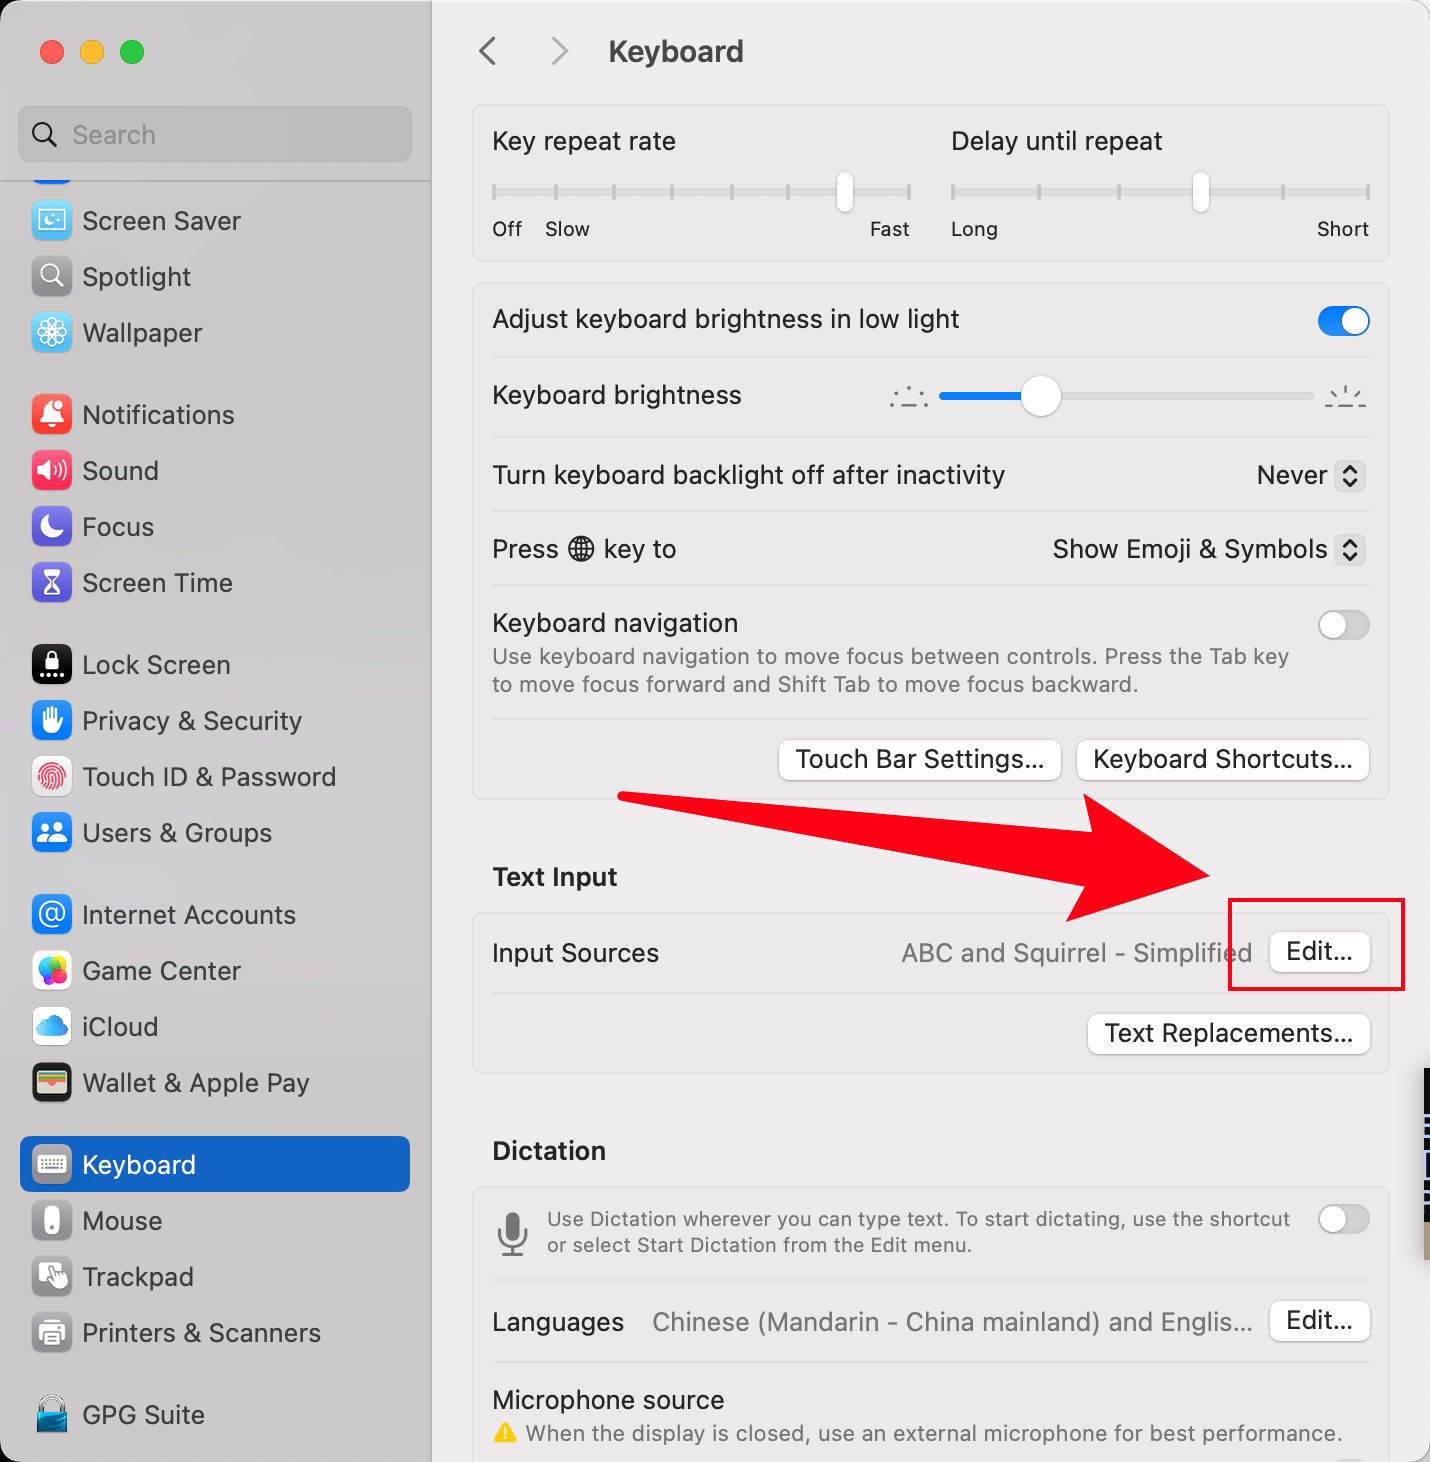 Search
Screen Saver
Spotlight
Wallpaper
Notifications
Sound
Focus
Screen Time
Lock Screen
Privacy & Security
Touch ID & Password
Users & Groups
Internet Accounts
Game Center
iCloud
Wallet & Apple Pay
Keyboard
Mouse
Trackpad
Printers & Scanners
GPG Suite
Keyboard
Key repeat rate
Off Slow Fast
Delay until repeat
Long Short
Adjust keyboard brightness in low light
Keyboard brightness
Turn keyboard backlight off after inactivity Never
Press key to Show Emoji & Symbols
Keyboard navigation
Use keyboard navigation to move focus between controls. Press the Tab key
to move focus forward and Shift Tab to move focus backward.
Touch Bar Settings... Keyboard Shortcuts...
Text Input
Input Sources ABC and Squirrel - Simplified Edit...
Text Replacements...
Dictation
Use Dictation wherever you can type text. To start dictating, use the shortcut
or select Start Dictation from the Edit menu.
Languages Chinese (Mandarin - China mainland) and Englis... Edit...
Microphone source
When the display is closed, use an external microphone for best performance.